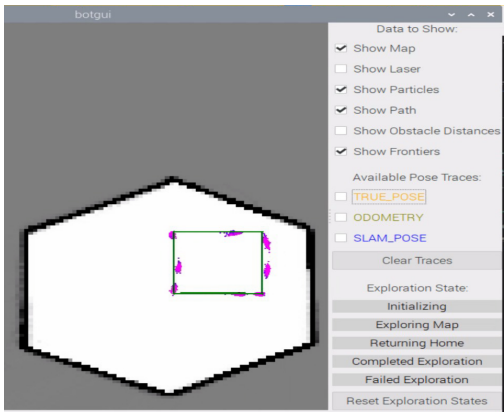 botgui
Data to Show:
Show Map
Show Laser
Show Particles
Show Path
Show Obstacle Distances
Show Frontiers
Available Pose Traces:
TRUE_POSE
ODOMETRY
SLAM_POSE
Clear Traces
Exploration State:
Initializing
Exploring Map
Returning Home
Completed Exploration
Failed Exploration
Reset Exploration States